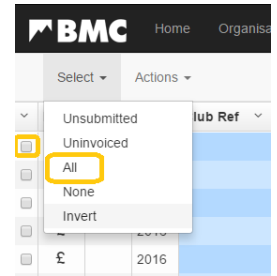 BMC Home Organisa
Select Actions
Unsubmitted lub Ref
Uninvoiced
All
None
Invert
2016
£ 2016